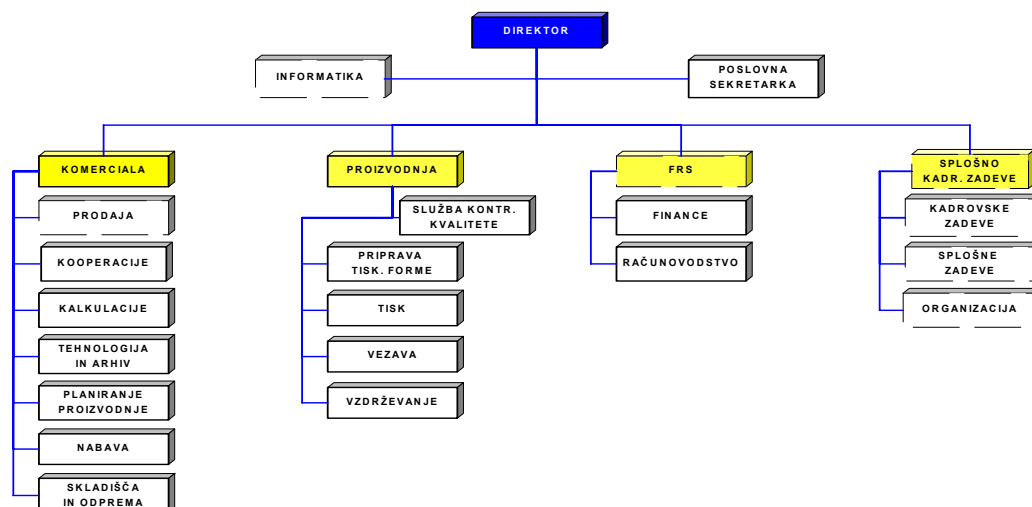 DIREKTOR
INFORMATIKA
POSLOVNA
SEKRETARKA
KOMERCIALA
PRODAJA
KOOPERACIJE
KALKULACIJE
TEHNOLOGIJA
IN ARHIV
PLANIRANJE
PROIZVODNJE
NABAVA
SKLADIŠČA
IN ODPREMA
PROIZVODNJA
SLUŽBA KONTR.
KVALITETE
PRIPRAVA
TISK. FORME
TISK
VEZAVA
VZDRŽEVANJE
FRS
FINANCE
RAČUNOVODSTVO
SPLOŠNO
KADR. ZADEVE
KADROVSKE
ZADEVE
SPLOŠNE
ZADEVE
ORGANIZACIJA